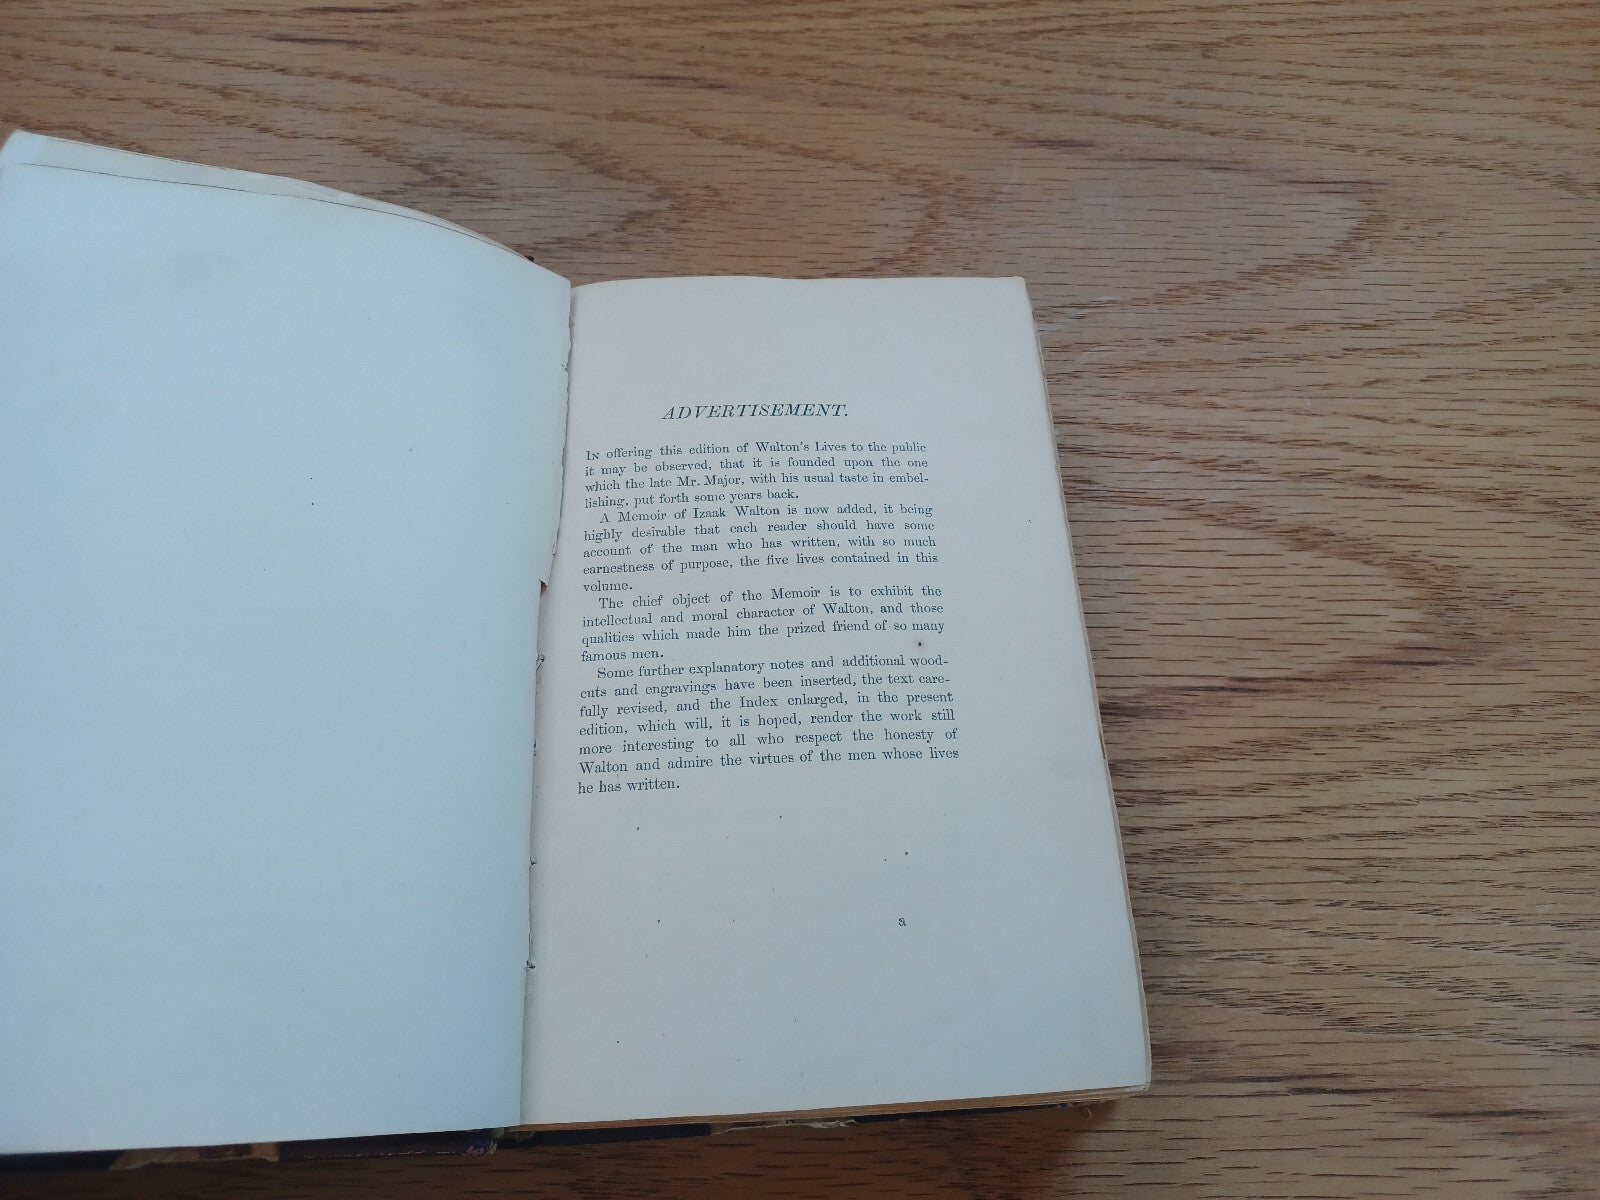 ADVERTISEMENT.
In offering this edition of Walton's Lives to the public
it may be observed, that it is founded upon the one
which the late Mr. Major, with his usual taste in embel-
lishing, put forth some years back.
A Memoir of Izaak Walton is now added, it being
highly desirable that each reader should have some
account of the man who has written, with so much
earnestness of purpose, the five lives contained in this
volume.
The chief object of the Memoir is to exhibit the
intellectual and moral character of Walton, and those
qualities which made him the prized friend of so many
famous men.
Some further explanatory notes and additional wood-
cuts and engravings have been inserted, the text care-
fully revised, and the Index enlarged, in the present
edition, which will, it is hoped, render the work still
more interesting to all who respect the honesty of
Walton and admire the virtues of the men whose lives
he has written.
a